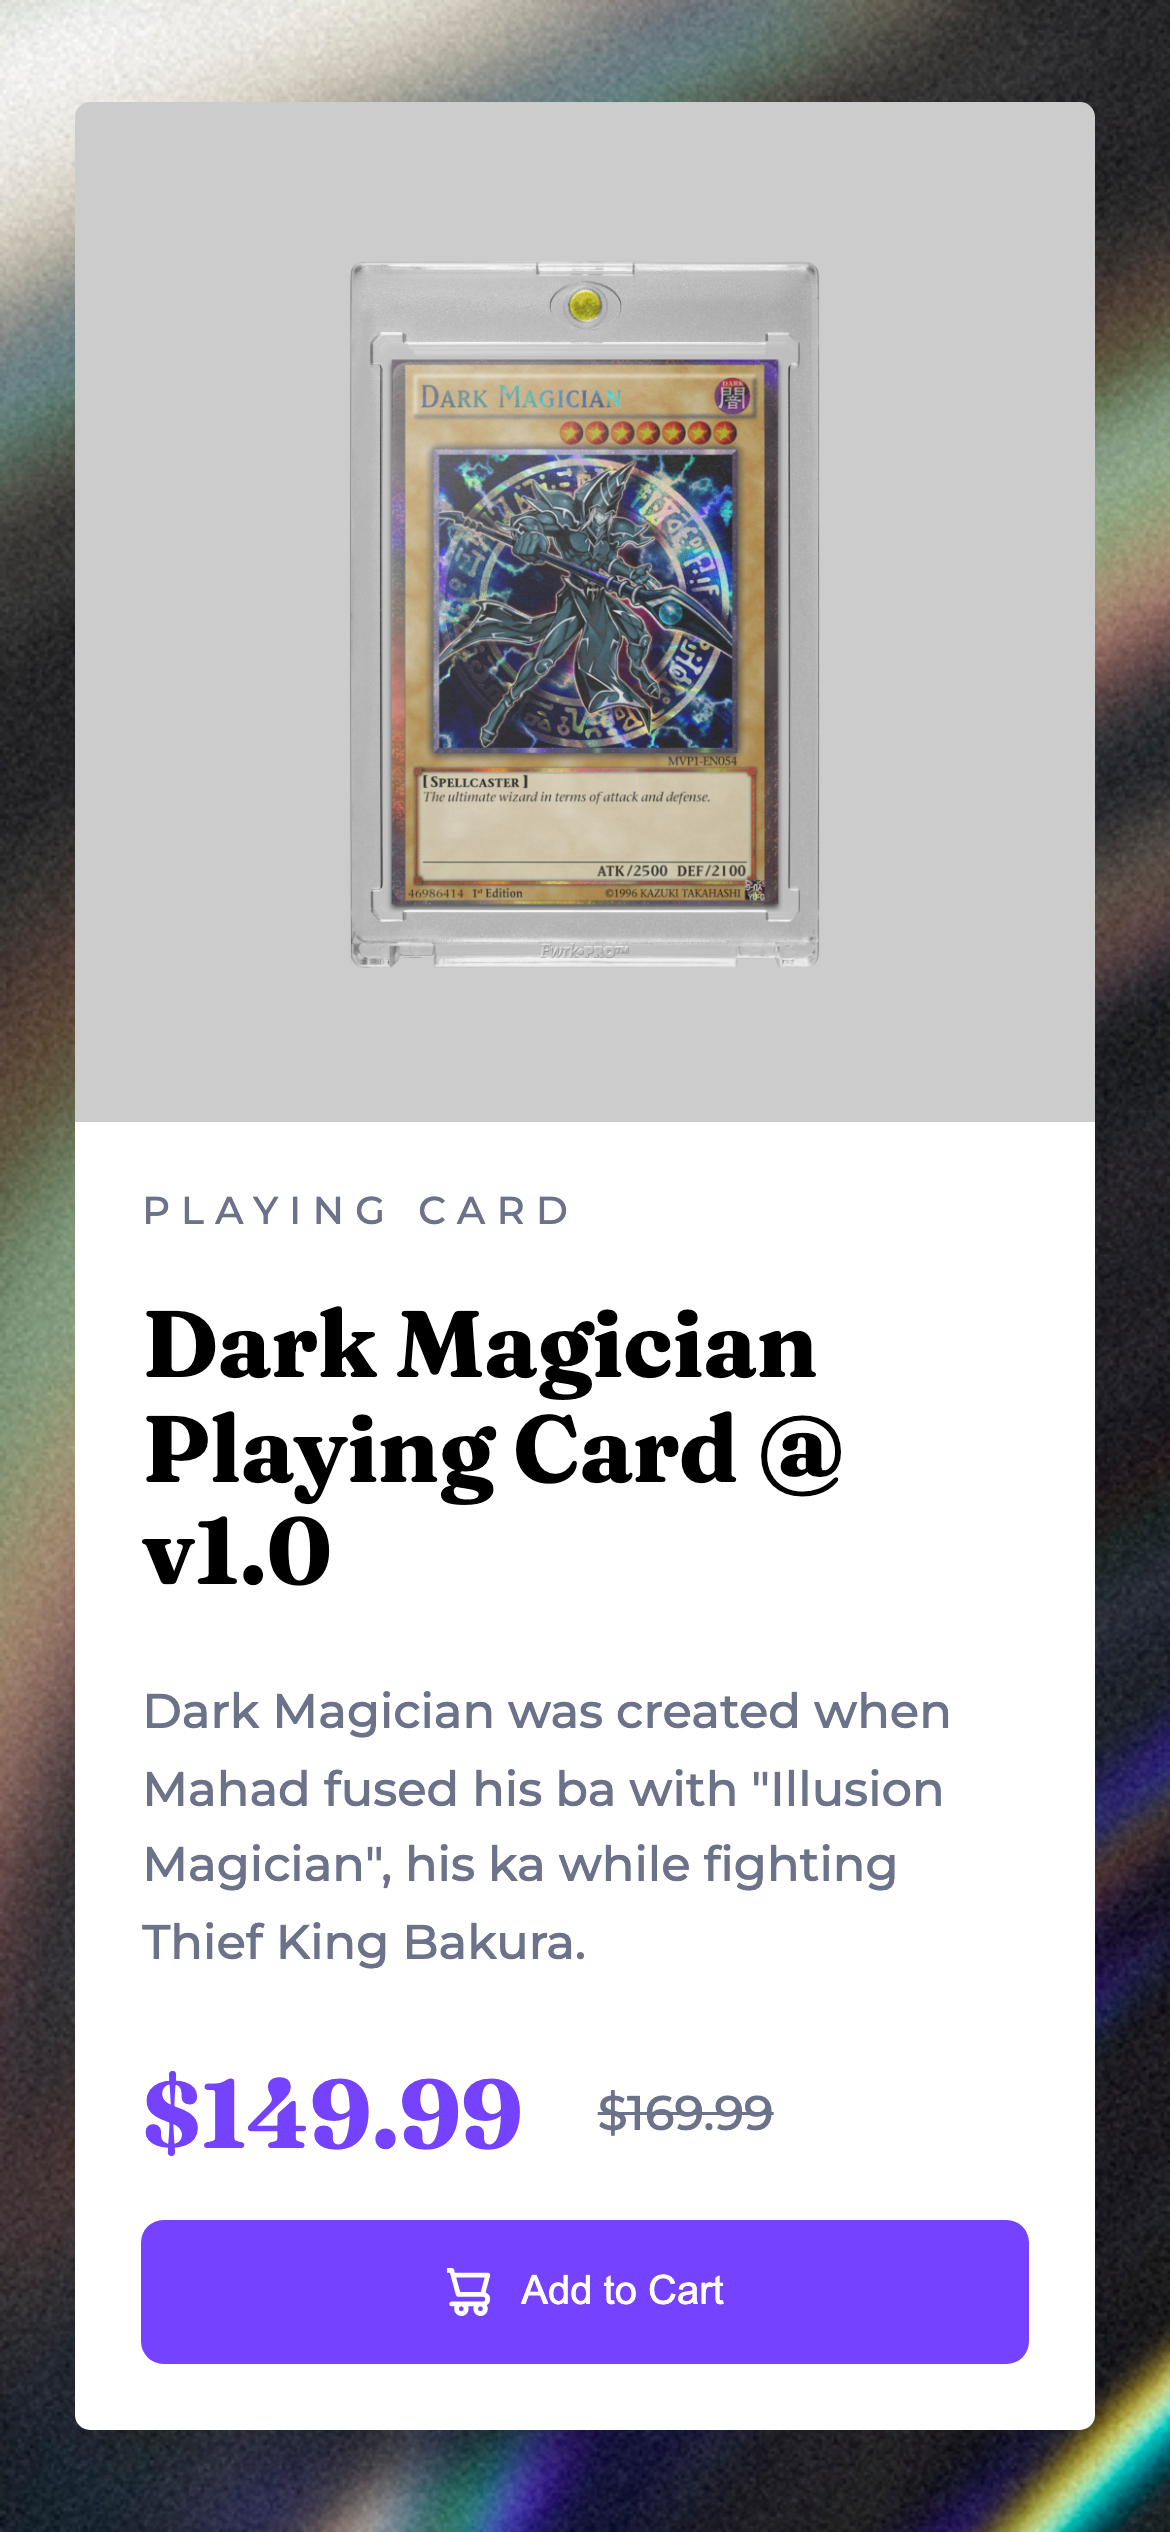 Dark Magician
DARK
闇
MVP1-EN054
[ Spellcaster ]
The ultimate wizard in terms of attack and defense.
ATK/2500 DEF/2100
46986414 1st Edition ©1996 KAZUKI TAKAHASHI
PLAYING CARD
Dark Magician
Playing Card @
v1.0
Dark Magician was created when
Mahad fused his ba with "Illusion
Magician", his ka while fighting
Thief King Bakura.
$149.99 $169.99
Add to Cart